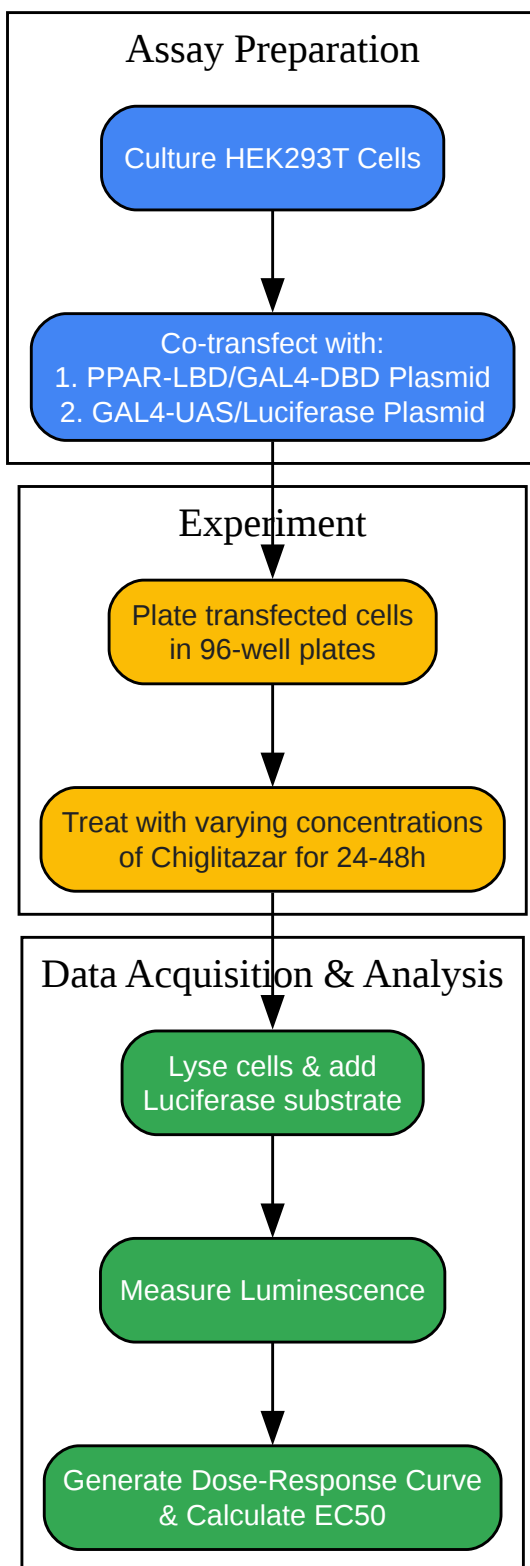 Assay Preparation
Culture HEK293T Cells
Co-transfect with:
1. PPAR-LBD/GAL4-DBD Plasmid
2. GAL4-UAS/Luciferase Plasmid
Experiment
Plate transfected cells
in 96-well plates
Treat with varying concentrations
of Chiglitazar for 24-48h
Data Acquisition & Analysis
Lyse cells & add
Luciferase substrate
Measure Luminescence
Generate Dose-Response Curve
& Calculate EC50